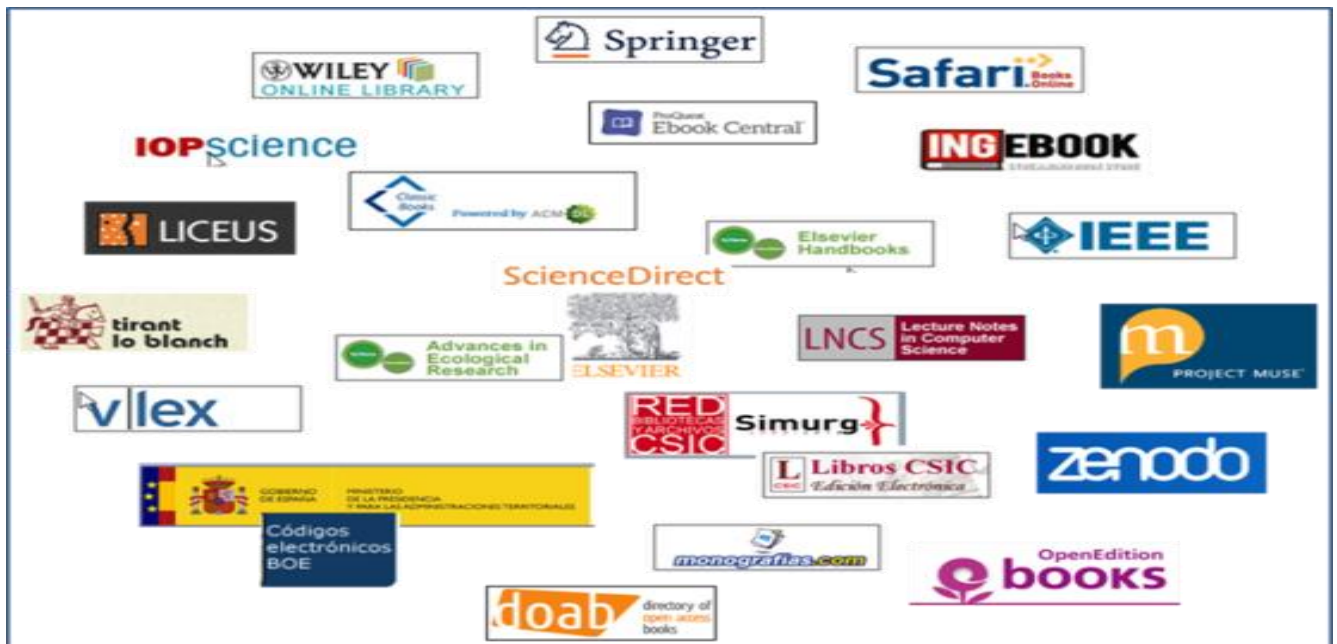 Springer
WILEY
ONLINE LIBRARY
Safari
Books
Online
ProQuest
Ebook Central
IOPscience
INGEBOOK
Classic
Books
Powered by ACM DL
LICEUS
Elsevier
Handbooks
IEEE
ScienceDirect
tirant
lo blanch
Advances in
Ecological
Research
ELSEVIER
LNCS
Lecture Notes
in Computer
Science
m
PROJECT MUSE
v|lex
RED
BIBLIOTECAS
Y ARCHIVOS
CSIC
Simurg
L
CSIC
Libros CSIC
Edición Electrónica
zenodo
GOBIERNO
DE ESPAÑA
MINISTERIO
DE LA PRESIDENCIA
Y PARA LAS ADMINISTRACIONES TERRITORIALES
Códigos
electrónicos
BOE
monografias.com
OpenEdition
books
doab
directory of
open access
books